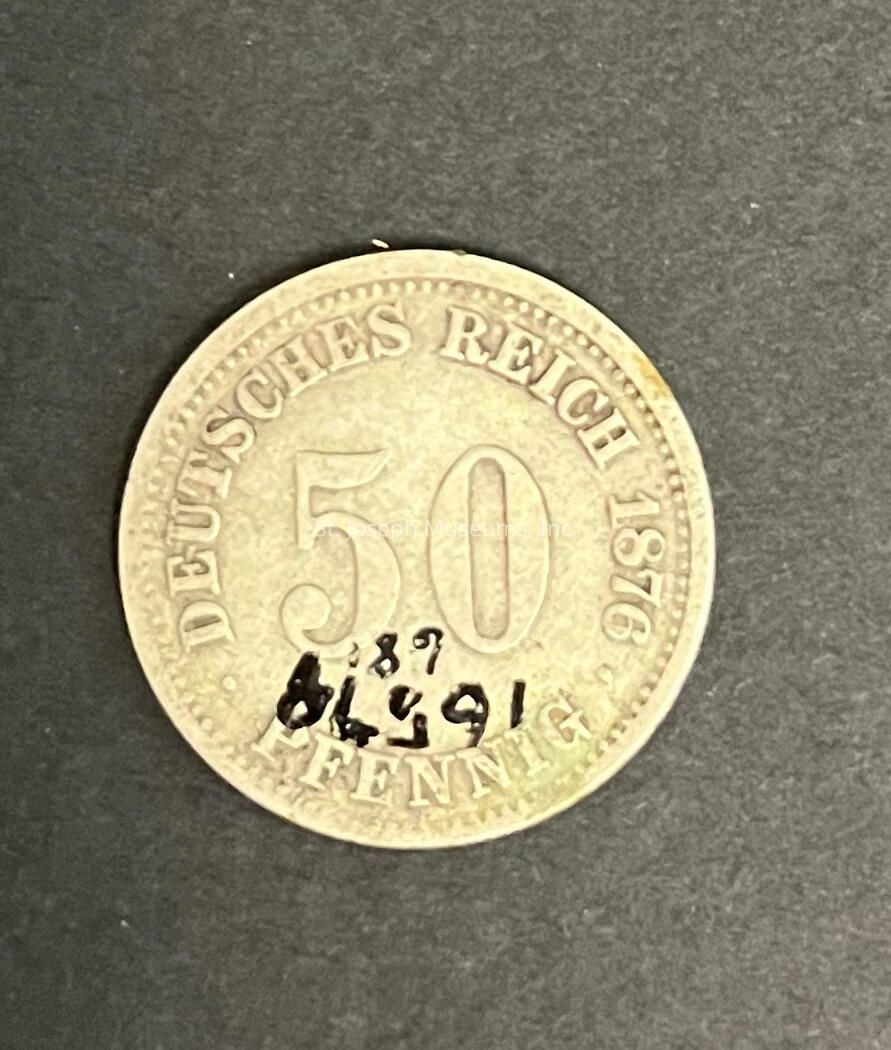 DEUTSCHES REICH 1876
50
St. Joseph Museums, Inc.
PFENNIG